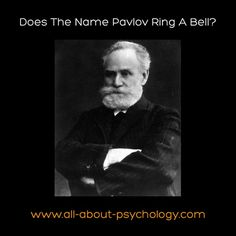 Does The Name Pavlov Ring A Bell?
www.all-about-psychology.com